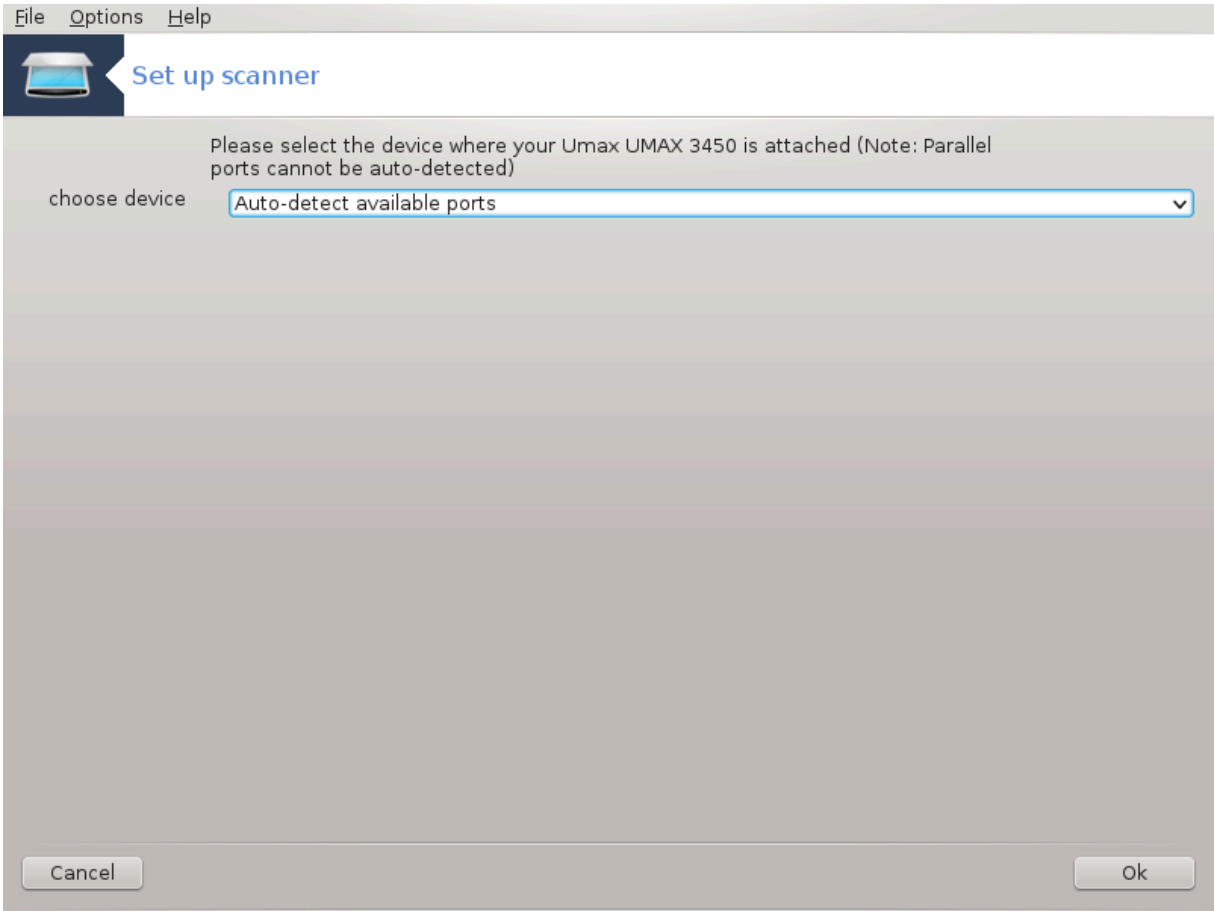 File Options Help
Set up scanner
Please select the device where your Umax UMAX 3450 is attached (Note: Parallel
ports cannot be auto-detected)
choose device Auto-detect available ports
Cancel Ok